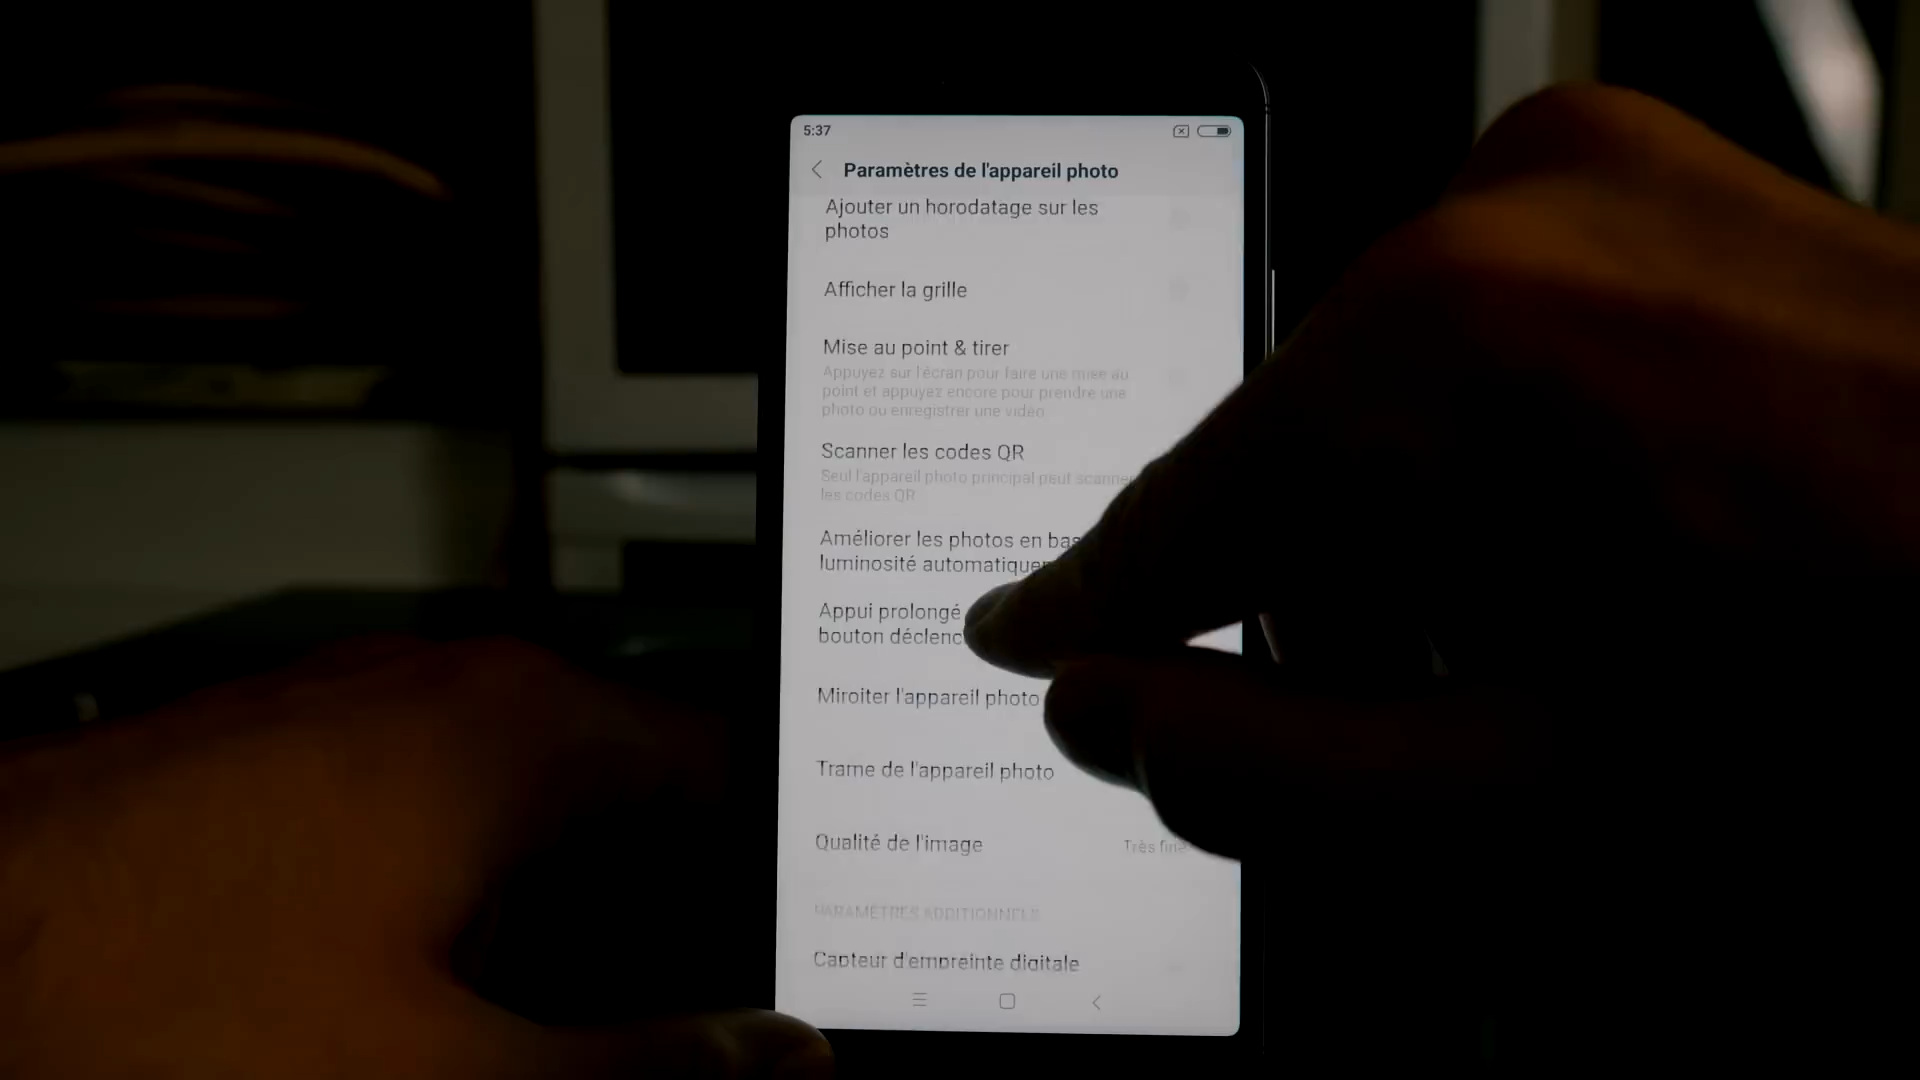 5:37
Paramètres de l'appareil photo
Ajouter un horodatage sur les
photos
Afficher la grille
Mise au point & tirer
Appuyez sur l'écran pour faire une mise au
point et appuyez encore pour prendre une
photo ou enregistrer une vidéo
Scanner les codes QR
Seul l'appareil photo principal peut scanner
les codes QR
Améliorer les photos en
luminosité
Appui prolongé
bouton
Miroiter l'appareil photo
Trame de l'appareil photo
Qualité de l'image
Très fine
PARAMÈTRES ADDITIONNELS
Capteur d'empreinte digitale